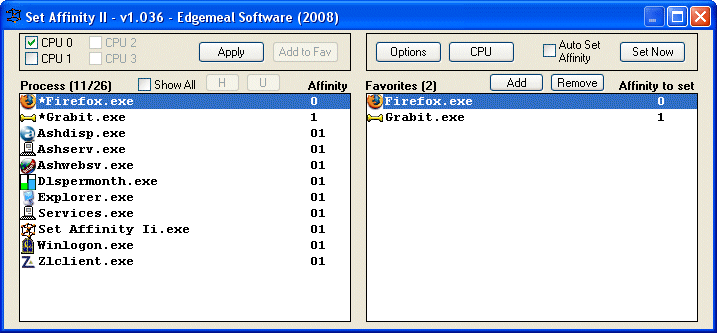 Set Affinity II - v1.036 - Edgemeal Software (2008)
CPU 0 CPU 2 Apply Add to Fav
CPU 1 CPU 3
Options CPU Auto Set Affinity Set Now
Process (11/26) Show All H U Affinity
*Firefox.exe 0
*Grabit.exe 1
Ashdisp.exe 01
Ashserv.exe 01
Ashwebsv.exe 01
Dlspermonth.exe 01
Explorer.exe 01
Services.exe 01
Set Affinity Ii.exe 01
Winlogon.exe 01
Zlclient.exe 01
Favorites (2) Add Remove Affinity to set
Firefox.exe 0
Grabit.exe 1